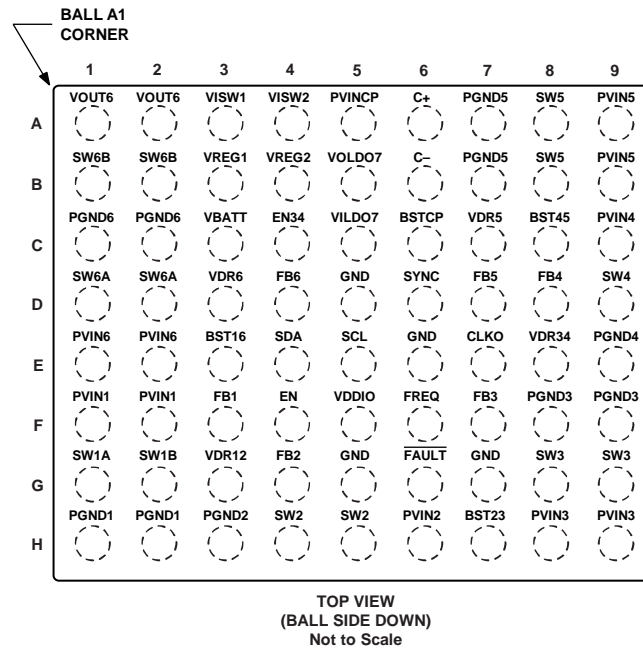 BALL A1
CORNER
1 2 3 4 5 6 7 8 9
VOUT6 VOUT6 VISW1 VISW2 PVINCP C+ PGND5 SW5 PVIN5
A
SW6B SW6B VREG1 VREG2 VOLDO7 C– PGND5 SW5 PVIN5
B
PGND6 PGND6 VBATT EN34 VILDO7 BSTCP VDR5 BST45 PVIN4
C
SW6A SW6A VDR6 FB6 GND SYNC FB5 FB4 SW4
D
PVIN6 PVIN6 BST16 SDA SCL GND CLKO VDR34 PGND4
E
PVIN1 PVIN1 FB1 EN VDDIO FREQ FB3 PGND3 PGND3
F
SW1A SW1B VDR12 FB2 GND FAULT GND SW3 SW3
G
PGND1 PGND1 PGND2 SW2 SW2 PVIN2 BST23 PVIN3 PVIN3
H
TOP VIEW
(BALL SIDE DOWN)
Not to Scale